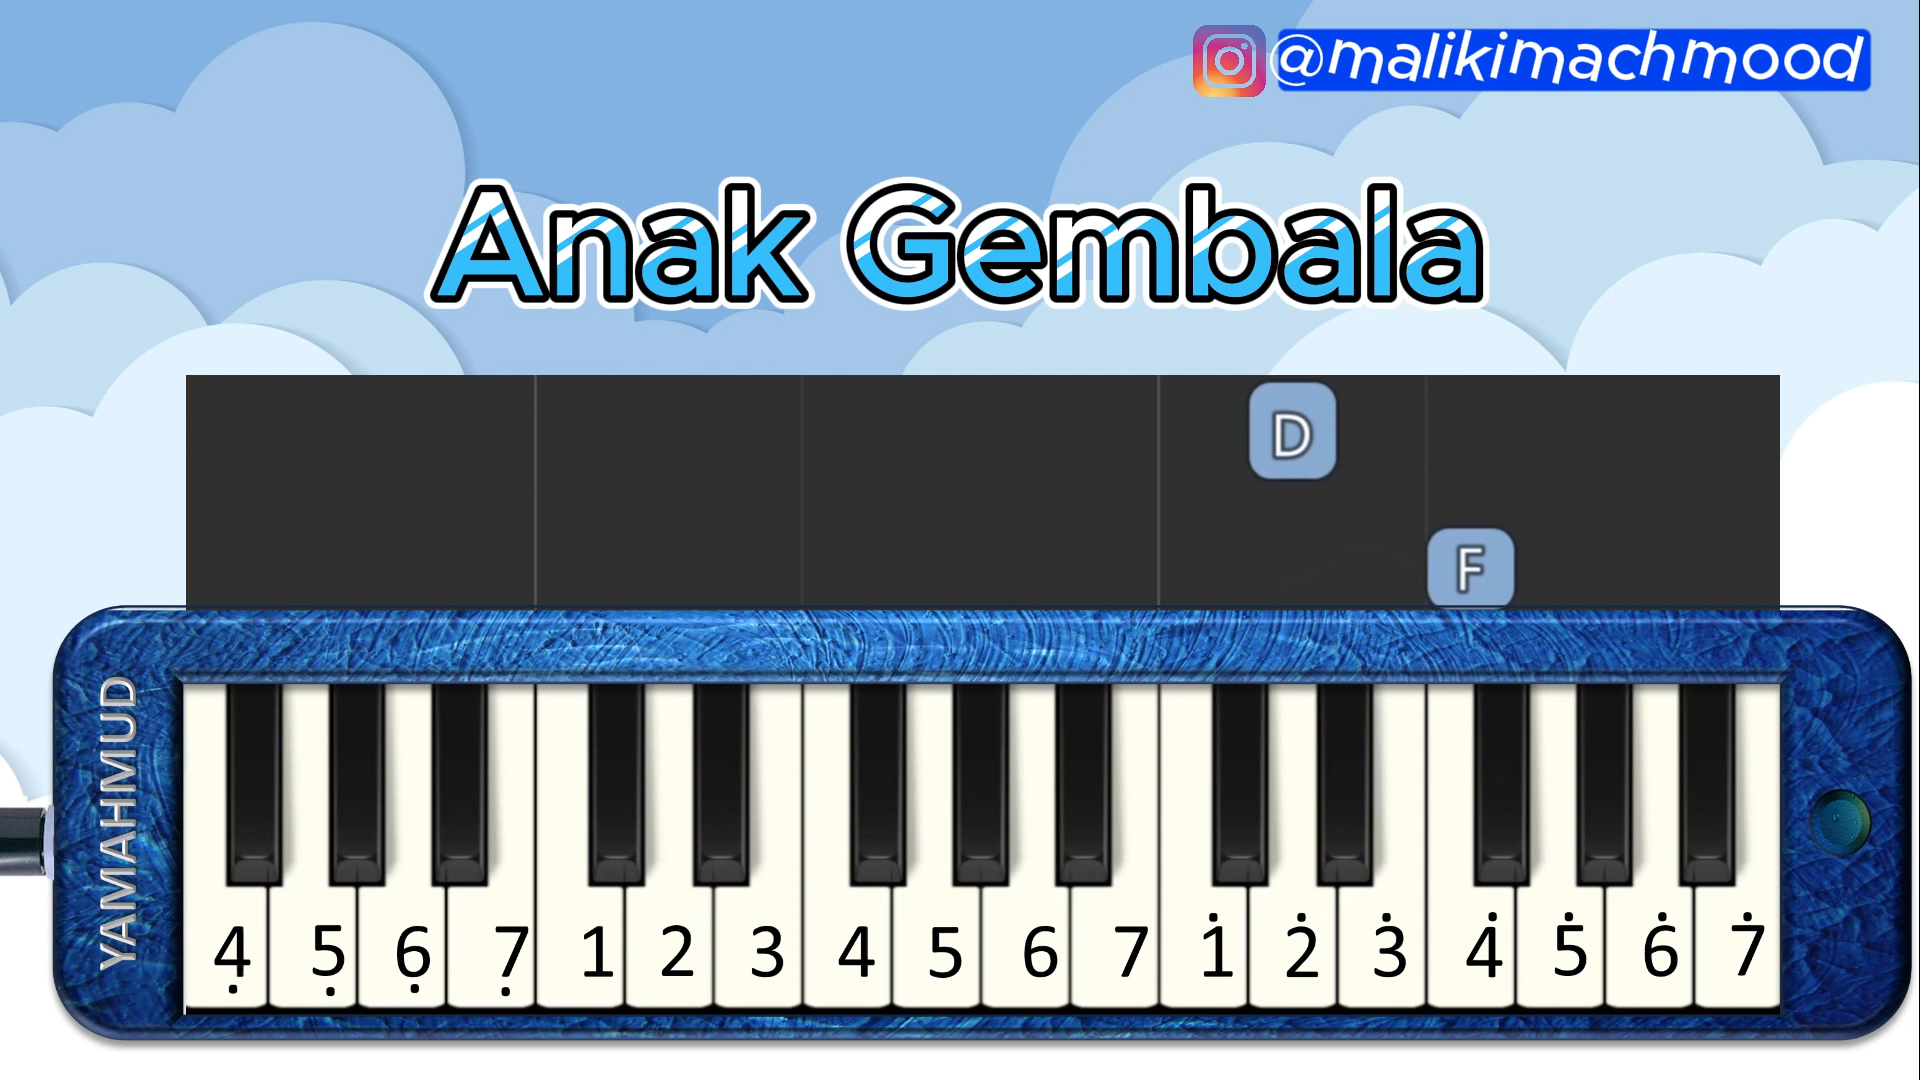 @malikimachmood
Anak Gembala
D
F
YAMAHMUD
4̣ 5̣ 6̣ 7̣ 1 2 3 4 5 6 7 1̇ 2̇ 3̇ 4̇ 5̇ 6̇ 7̇